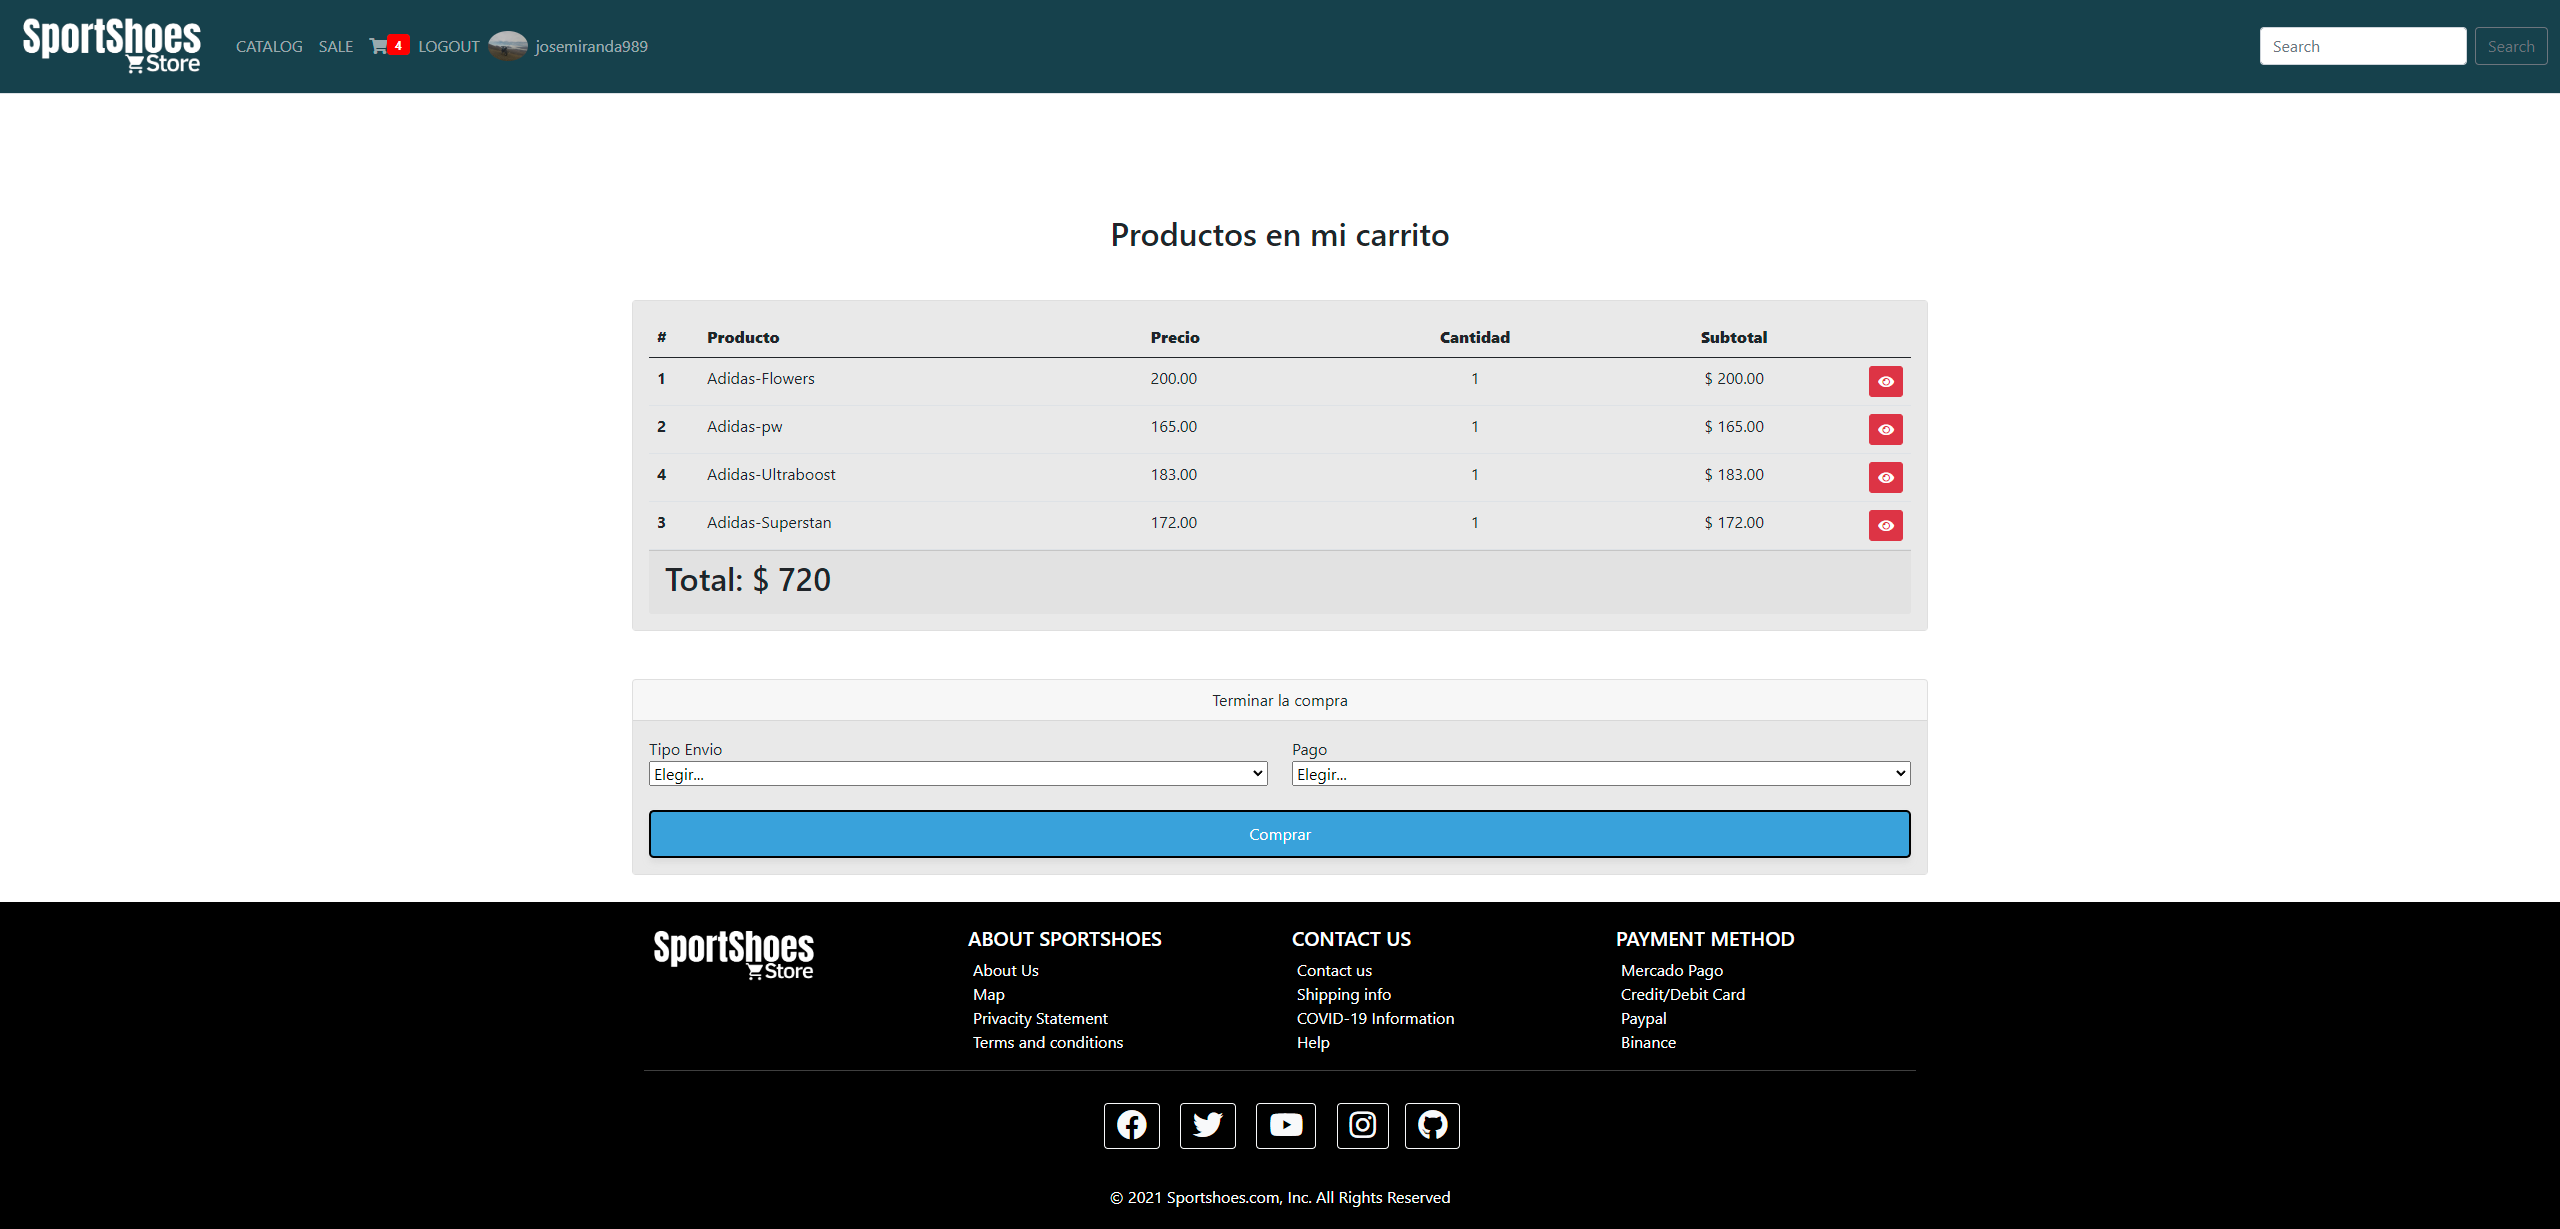 SportShoes
Store
CATALOG SALE 4 LOGOUT josemiranda989
Search Search
Productos en mi carrito
# Producto Precio Cantidad Subtotal
1 Adidas-Flowers 200.00 1 $ 200.00
2 Adidas-pw 165.00 1 $ 165.00
4 Adidas-Ultraboost 183.00 1 $ 183.00
3 Adidas-Superstan 172.00 1 $ 172.00
Total: $ 720
Terminar la compra
Tipo Envio Pago
Elegir... Elegir...
Comprar
SportShoes
Store
ABOUT SPORTSHOES
About Us
Map
Privacity Statement
Terms and conditions
CONTACT US
Contact us
Shipping info
COVID-19 Information
Help
PAYMENT METHOD
Mercado Pago
Credit/Debit Card
Paypal
Binance
© 2021 Sportshoes.com, Inc. All Rights Reserved